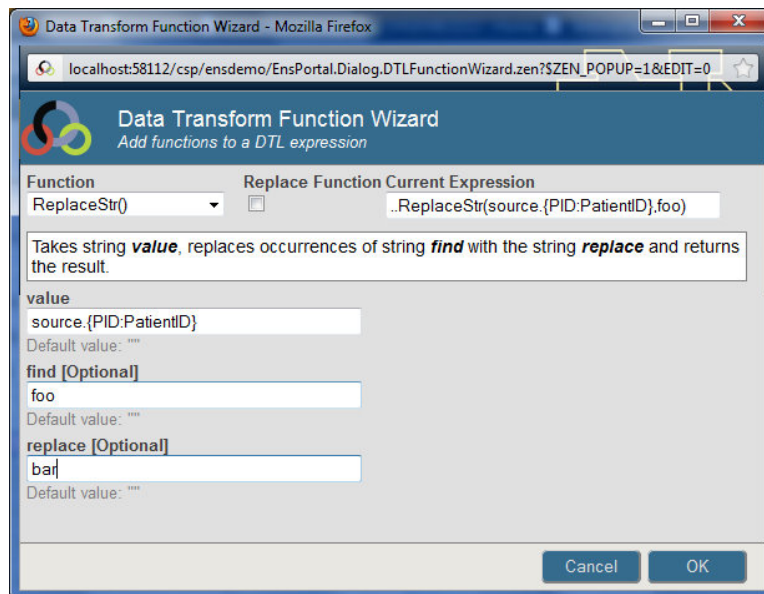 Data Transform Function Wizard - Mozilla Firefox
localhost:58112/csp/ensdemo/EnsPortal.Dialog.DTLFunctionWizard.zen?$ZEN_POPUP=1&EDIT=0
Data Transform Function Wizard
Add functions to a DTL expression
Function Replace Function Current Expression
ReplaceStr() ..ReplaceStr(source.{PID:PatientID},foo)
Takes string value, replaces occurrences of string find with the string replace and returns
the result.
value
source.{PID:PatientID}
Default value: ""
find [Optional]
foo
Default value: ""
replace [Optional]
bar
Default value: ""
Cancel OK